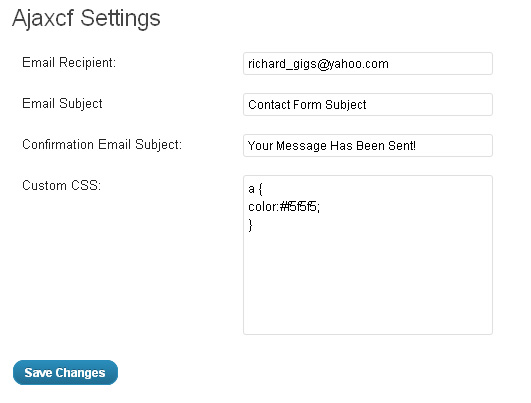 Ajaxcf Settings
Email Recipient: richard_gigs@yahoo.com
Email Subject Contact Form Subject
Confirmation Email Subject: Your Message Has Been Sent!
Custom CSS: a {
color:#f5f5f5;
}
Save Changes